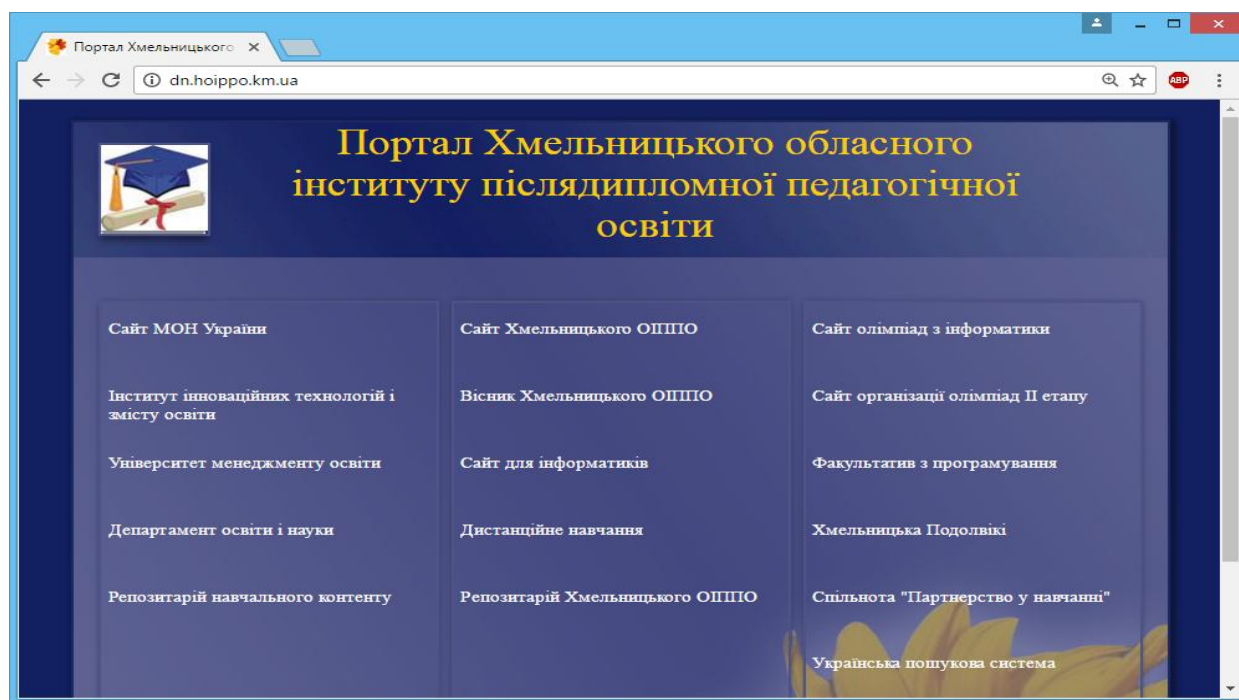 Портал Хмельницького
dn.hoippo.km.ua
ABP
Портал Хмельницького обласного
інституту післядипломної педагогічної
освіти
Сайт МОН України
Інститут інноваційних технологій і
змісту освіти
Університет менеджменту освіти
Департамент освіти і науки
Репозитарій навчального контенту
Сайт Хмельницького ОІППО
Вісник Хмельницького ОІППО
Сайт для інформатиків
Дистанційне навчання
Репозитарій Хмельницького ОІППО
Сайт олімпіад з інформатики
Сайт організації олімпіад ІІ етапу
Факультатив з програмування
Хмельницька Подолвікі
Спільнота "Партнерство у навчанні"
Українська пошукова система